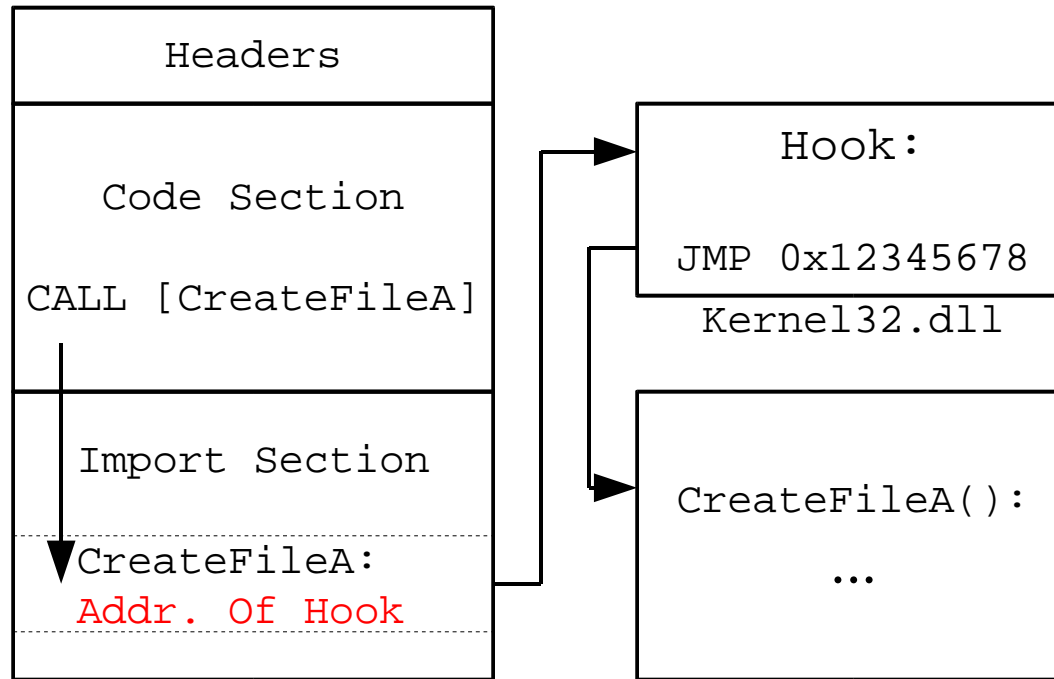 Headers
Code Section
CALL [CreateFileA]
Import Section
CreateFileA:
Addr. Of Hook
Hook:
JMP 0x12345678
Kernel32.dll
CreateFileA():
...